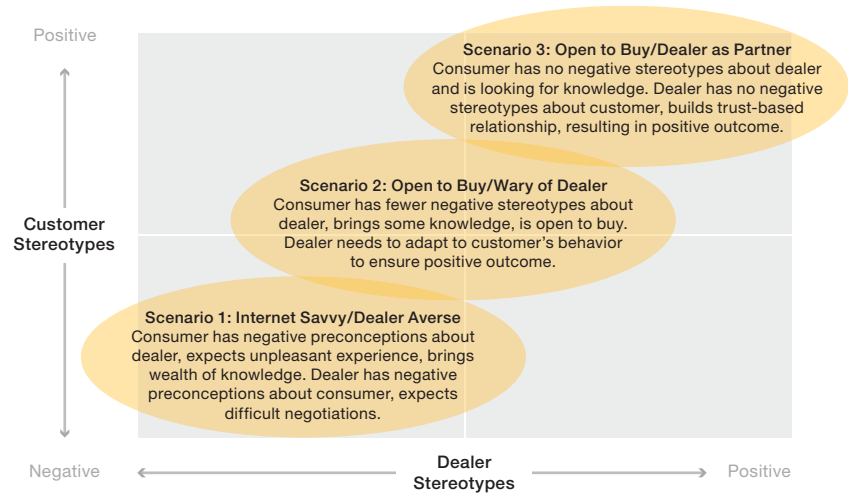 Positive
Scenario 3: Open to Buy/Dealer as Partner
Consumer has no negative stereotypes about dealer
and is looking for knowledge. Dealer has no negative
stereotypes about customer, builds trust-based
relationship, resulting in positive outcome.
Scenario 2: Open to Buy/Wary of Dealer
Consumer has fewer negative stereotypes about
dealer, brings some knowledge, is open to buy.
Dealer needs to adapt to customer's behavior
to ensure positive outcome.
Customer
Stereotypes
Scenario 1: Internet Savvy/Dealer Averse
Consumer has negative preconceptions about
dealer, expects unpleasant experience, brings
wealth of knowledge. Dealer has negative
preconceptions about consumer, expects
difficult negotiations.
Negative
Dealer
Stereotypes
Positive